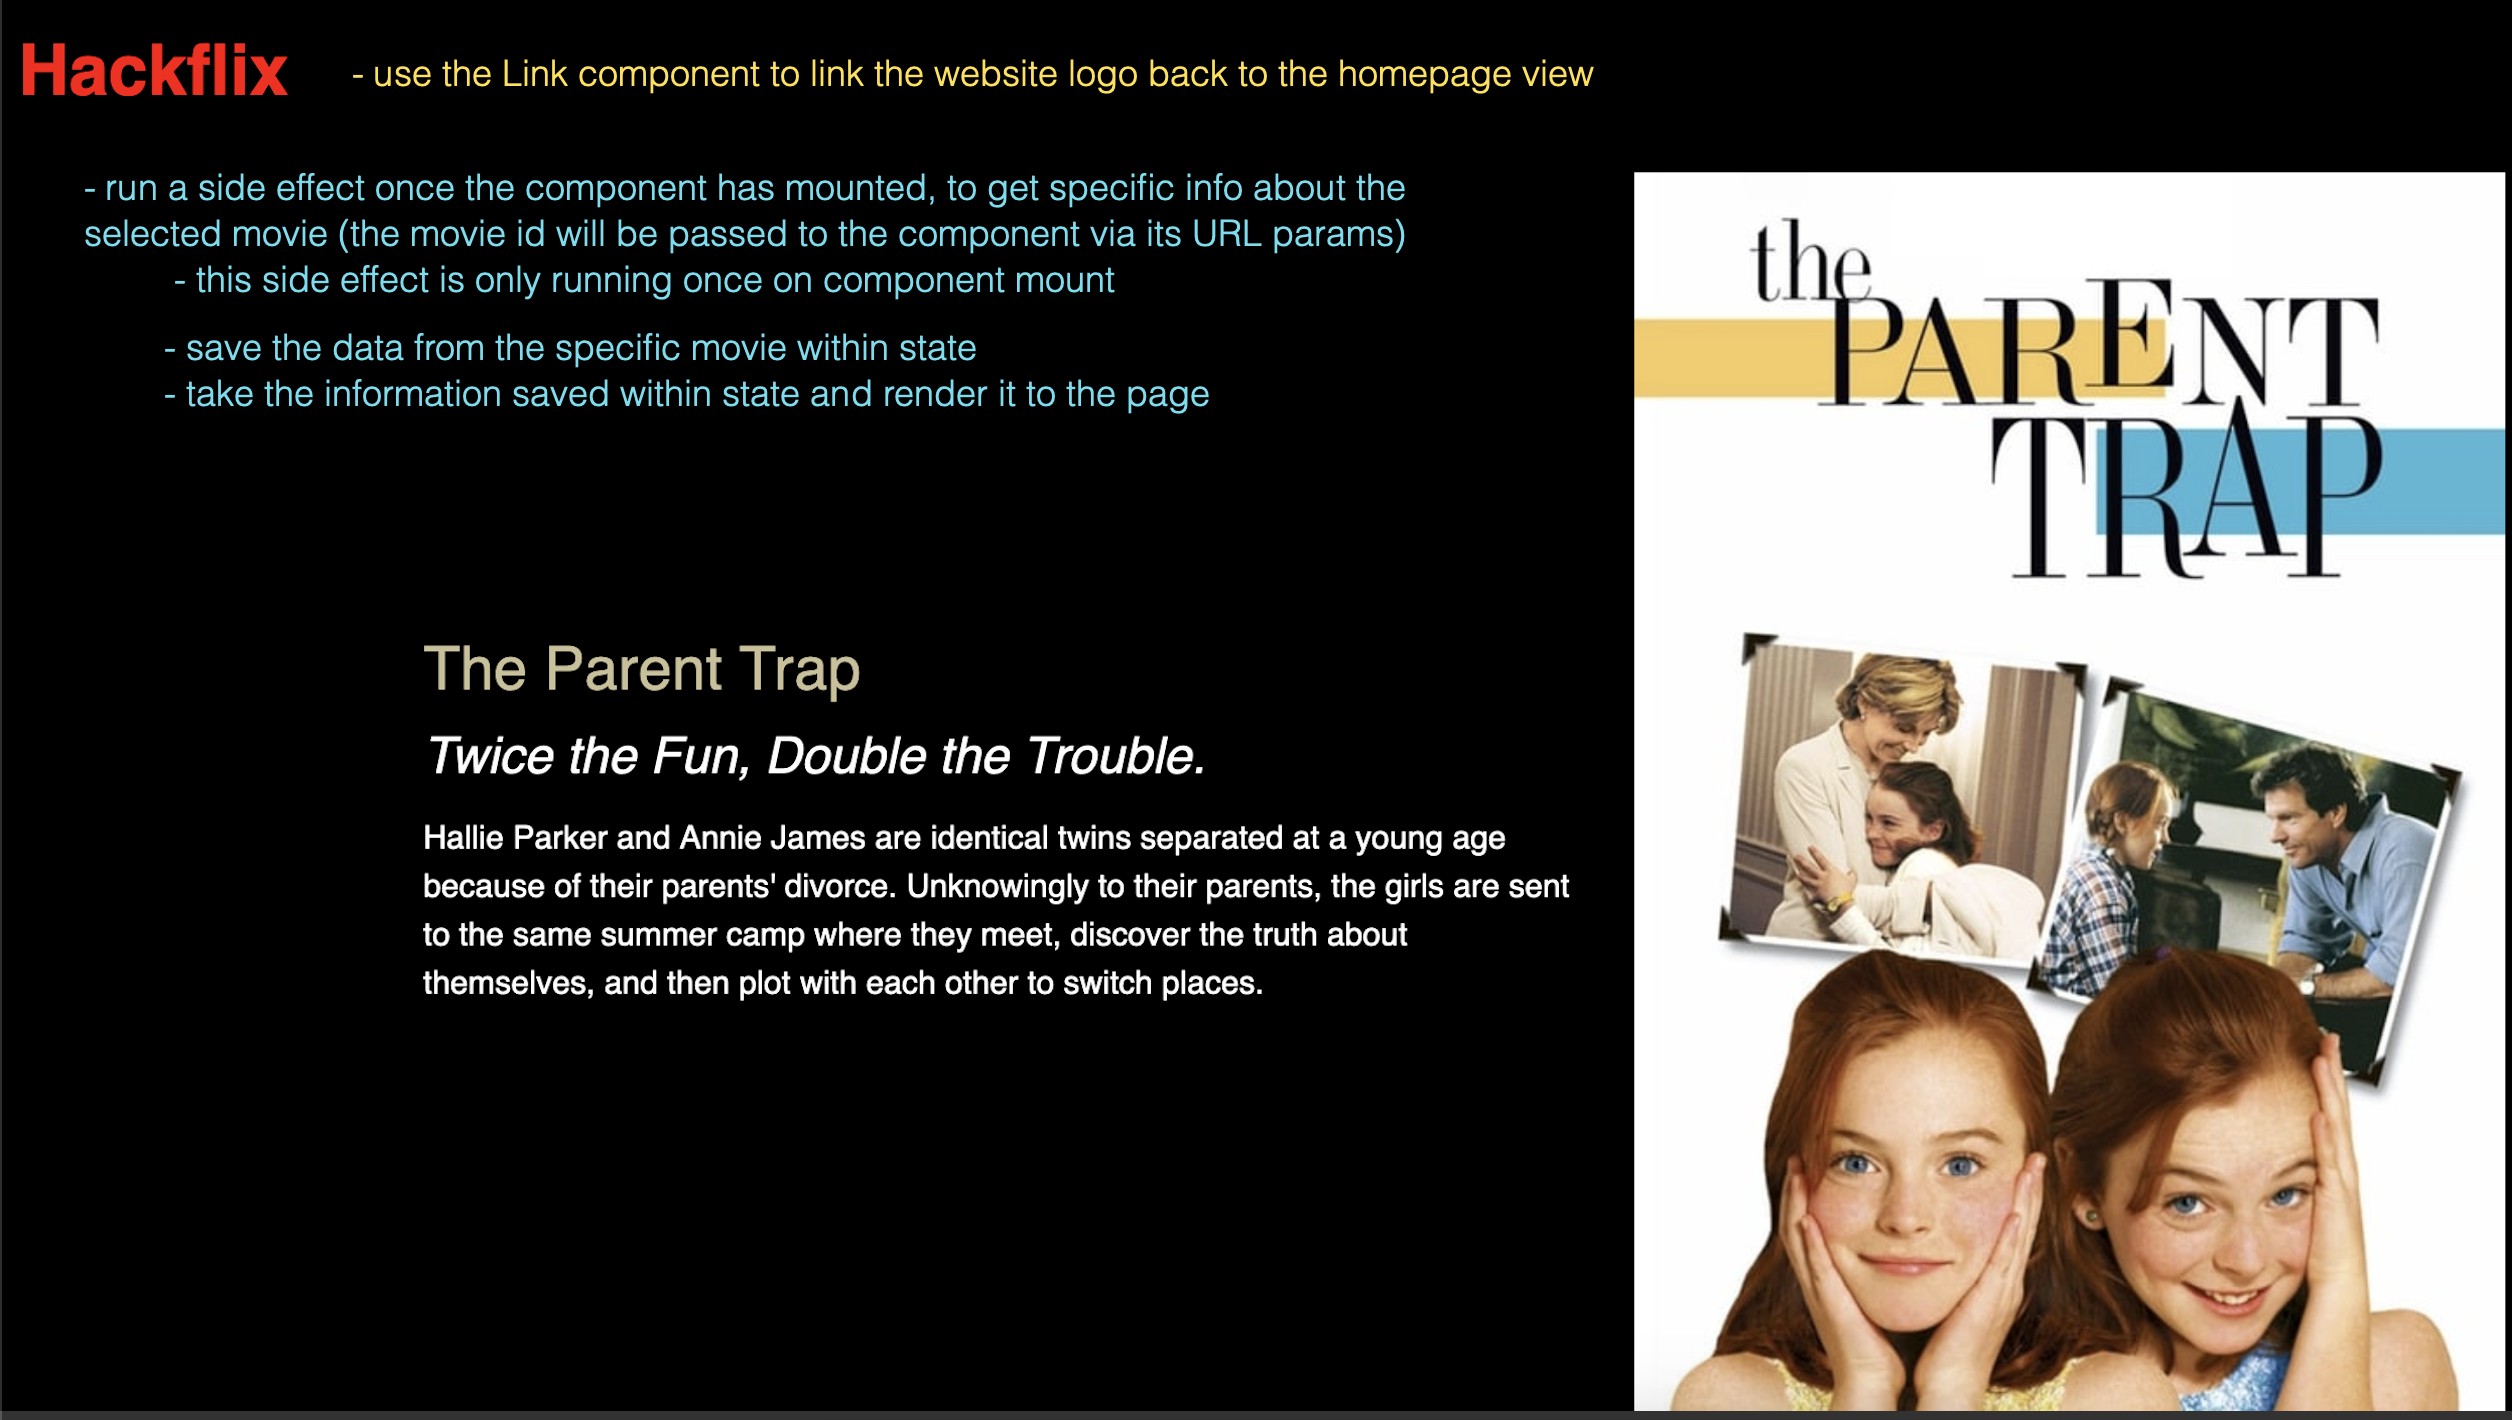 Hackflix
- use the Link component to link the website logo back to the homepage view
- run a side effect once the component has mounted, to get specific info about the
selected movie (the movie id will be passed to the component via its URL params)
- this side effect is only running once on component mount
- save the data from the specific movie within state
- take the information saved within state and render it to the page
The Parent Trap
Twice the Fun, Double the Trouble.
Hallie Parker and Annie James are identical twins separated at a young age
because of their parents' divorce. Unknowingly to their parents, the girls are sent
to the same summer camp where they meet, discover the truth about
themselves, and then plot with each other to switch places.
the
PARENT
TRAP